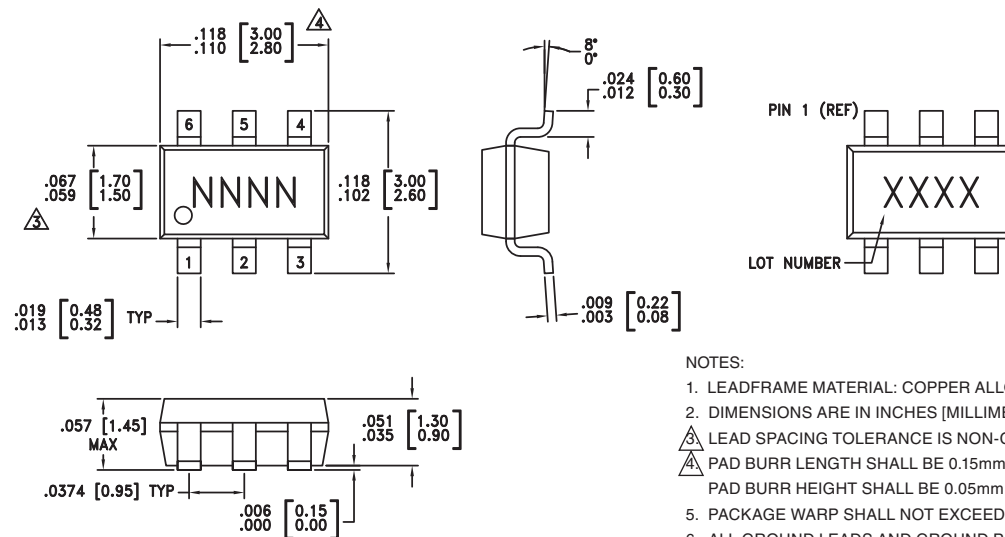 .118 [3.00]
.110 [2.80]
4
6 5 4
NNNN
1 2 3
.067 [1.70]
.059 [1.50]
3
.118 [3.00]
.102 [2.60]
.019 [0.48]
.013 [0.32] TYP
8°
0°
.024 [0.60]
.012 [0.30]
.009 [0.22]
.003 [0.08]
PIN 1 (REF)
XXXX
LOT NUMBER
.057 [1.45]
MAX
.051 [1.30]
.035 [0.90]
.0374 [0.95] TYP
.006 [0.15]
.000 [0.00]
NOTES:
1. LEADFRAME MATERIAL: COPPER
2. DIMENSIONS ARE IN INCHES
3. LEAD SPACING TOLERANCE IS
4. PAD BURR LENGTH SHALL BE 0.15mm
PAD BURR HEIGHT SHALL BE 0.05mm
5. PACKAGE WARP SHALL NOT EXCEED